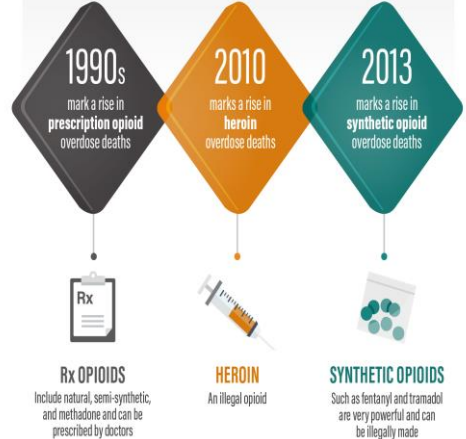 1990s
mark a rise in
prescription opioid
overdose deaths
2010
marks a rise in
heroin
overdose deaths
2013
marks a rise in
synthetic opioid
overdose deaths
Rx
Rx OPIOIDS
Include natural, semi-synthetic,
and methadone and can be
prescribed by doctors
HEROIN
An illegal opioid
SYNTHETIC OPIOIDS
Such as fentanyl and tramadol
are very powerful and can
be illegally made